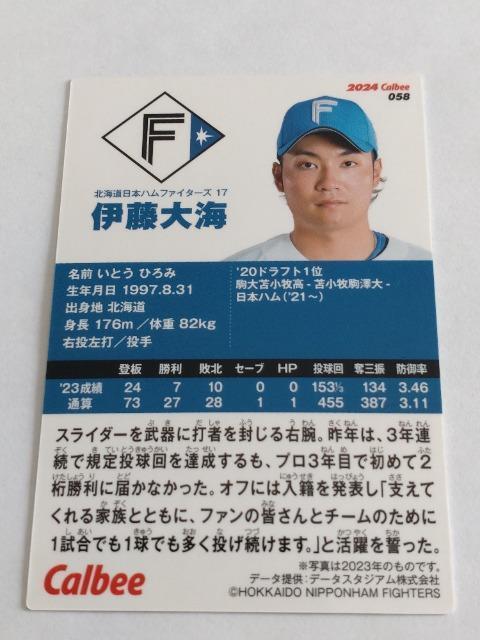 2024 Calbee
058
F
F
北海道日本ハムファイターズ 17
伊藤大海
名前 いとう ひろみ
生年月日 1997.8.31
出身地 北海道
身長 176m／体重 82kg
右投左打／投手
'20ドラフト1位
駒大苫小牧高 - 苫小牧駒澤大 -
日本ハム('21～)
登板 勝利 敗北 セーブ HP 投球回 奪三振 防御率
'23成績 24 7 10 0 0 153⅓ 134 3.46
通算 73 27 28 1 1 455 387 3.11
スライダーを武器に打者を封じる右腕。昨年は、3年連
続で規定投球回を達成するも、プロ3年目で初めて2
桁勝利に届かなかった。オフには入籍を発表し「支えて
くれる家族とともに、ファンの皆さんとチームのために
1試合でも1球でも多く投げ続けます。」と活躍を誓った。
Calbee
※写真は2023年のものです。
データ提供：データスタジアム株式会社
©HOKKAIDO NIPPONHAM FIGHTERS